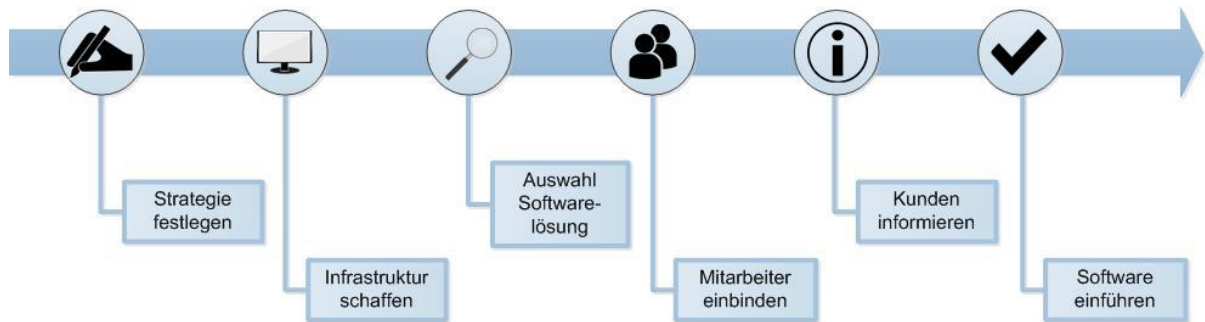 Strategie
festlegen
Infrastruktur
schaffen
Auswahl
Software-
lösung
Mitarbeiter
einbinden
Kunden
informieren
Software
einführen